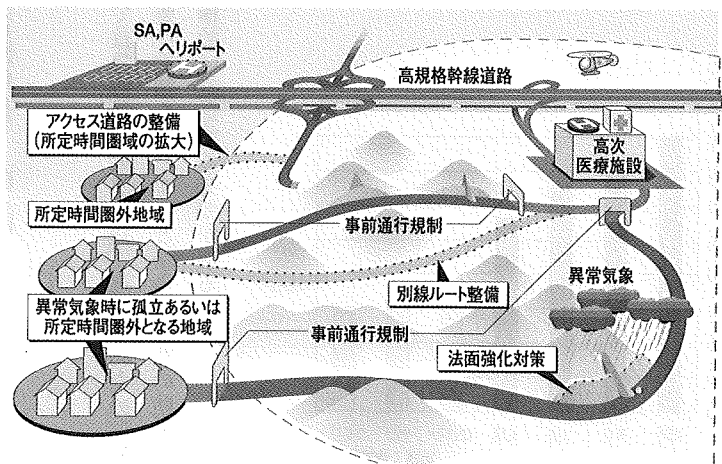 SA,PA
ヘリポート
高規格幹線道路
アクセス道路の整備
(所定時間圏域の拡大)
高次
医療施設
所定時間圏外地域
事前通行規制
別線ルート整備
異常気象
異常気象時に孤立あるいは
所定時間圏外となる地域
事前通行規制
法面強化対策